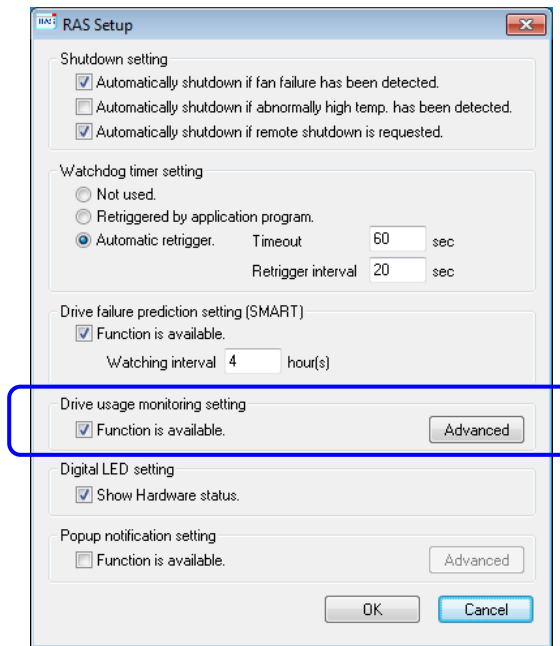 RAS Setup
Shutdown setting
Automatically shutdown if fan failure has been detected.
Automatically shutdown if abnormally high temp. has been detected.
Automatically shutdown if remote shutdown is requested.
Watchdog timer setting
Not used.
Retriggered by application program.
Automatic retrigger. Timeout 60 sec
Retrigger interval 20 sec
Drive failure prediction setting (SMART)
Function is available.
Watching interval 4 hour(s)
Drive usage monitoring setting
Function is available. Advanced
Digital LED setting
Show Hardware status.
Popup notification setting
Function is available. Advanced
OK Cancel